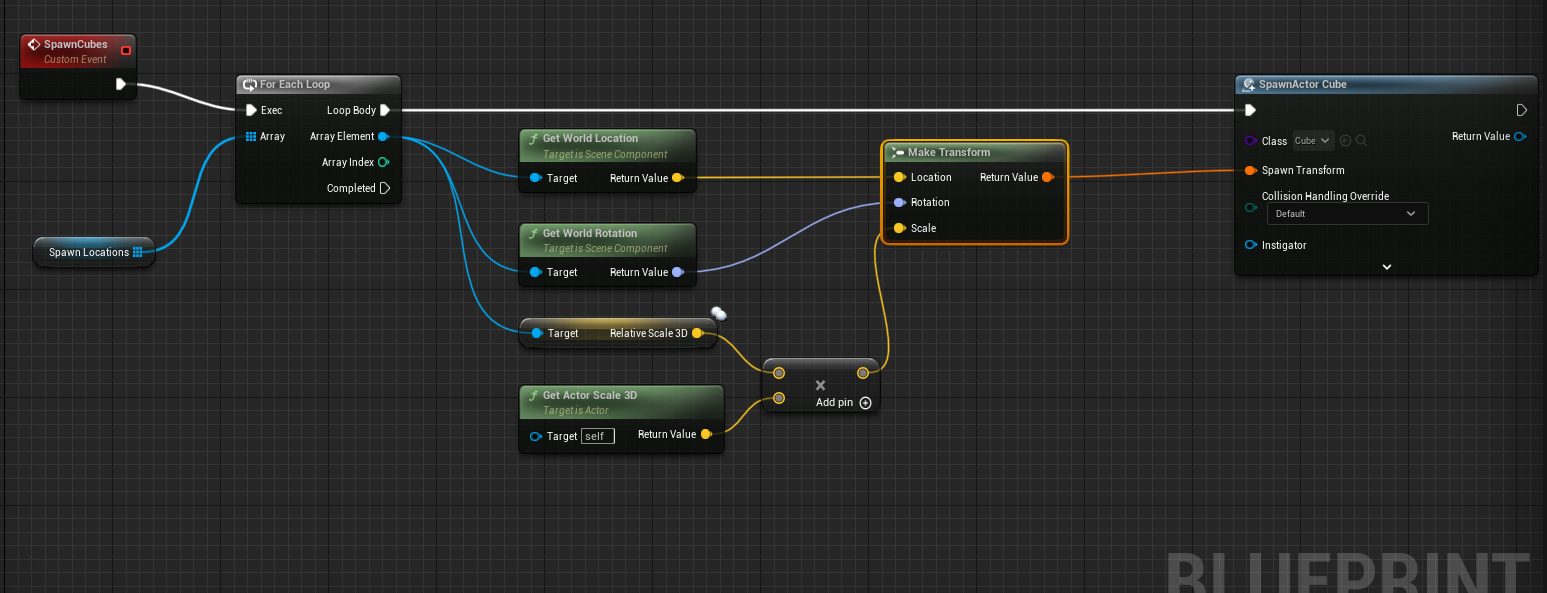 SpawnCubes
Custom Event
For Each Loop
Exec
Loop Body
Array
Array Element
Array Index
Completed
Spawn Locations
Get World Location
Target is Scene Component
Target
Return Value
Get World Rotation
Target is Scene Component
Target
Return Value
Target
Relative Scale 3D
Get Actor Scale 3D
Target is Actor
Target
self
Return Value
Add pin
Make Transform
Location
Return Value
Rotation
Scale
SpawnActor Cube
Class
Cube
Return Value
Spawn Transform
Collision Handling Override
Default
Instigator
BLUEPRINT